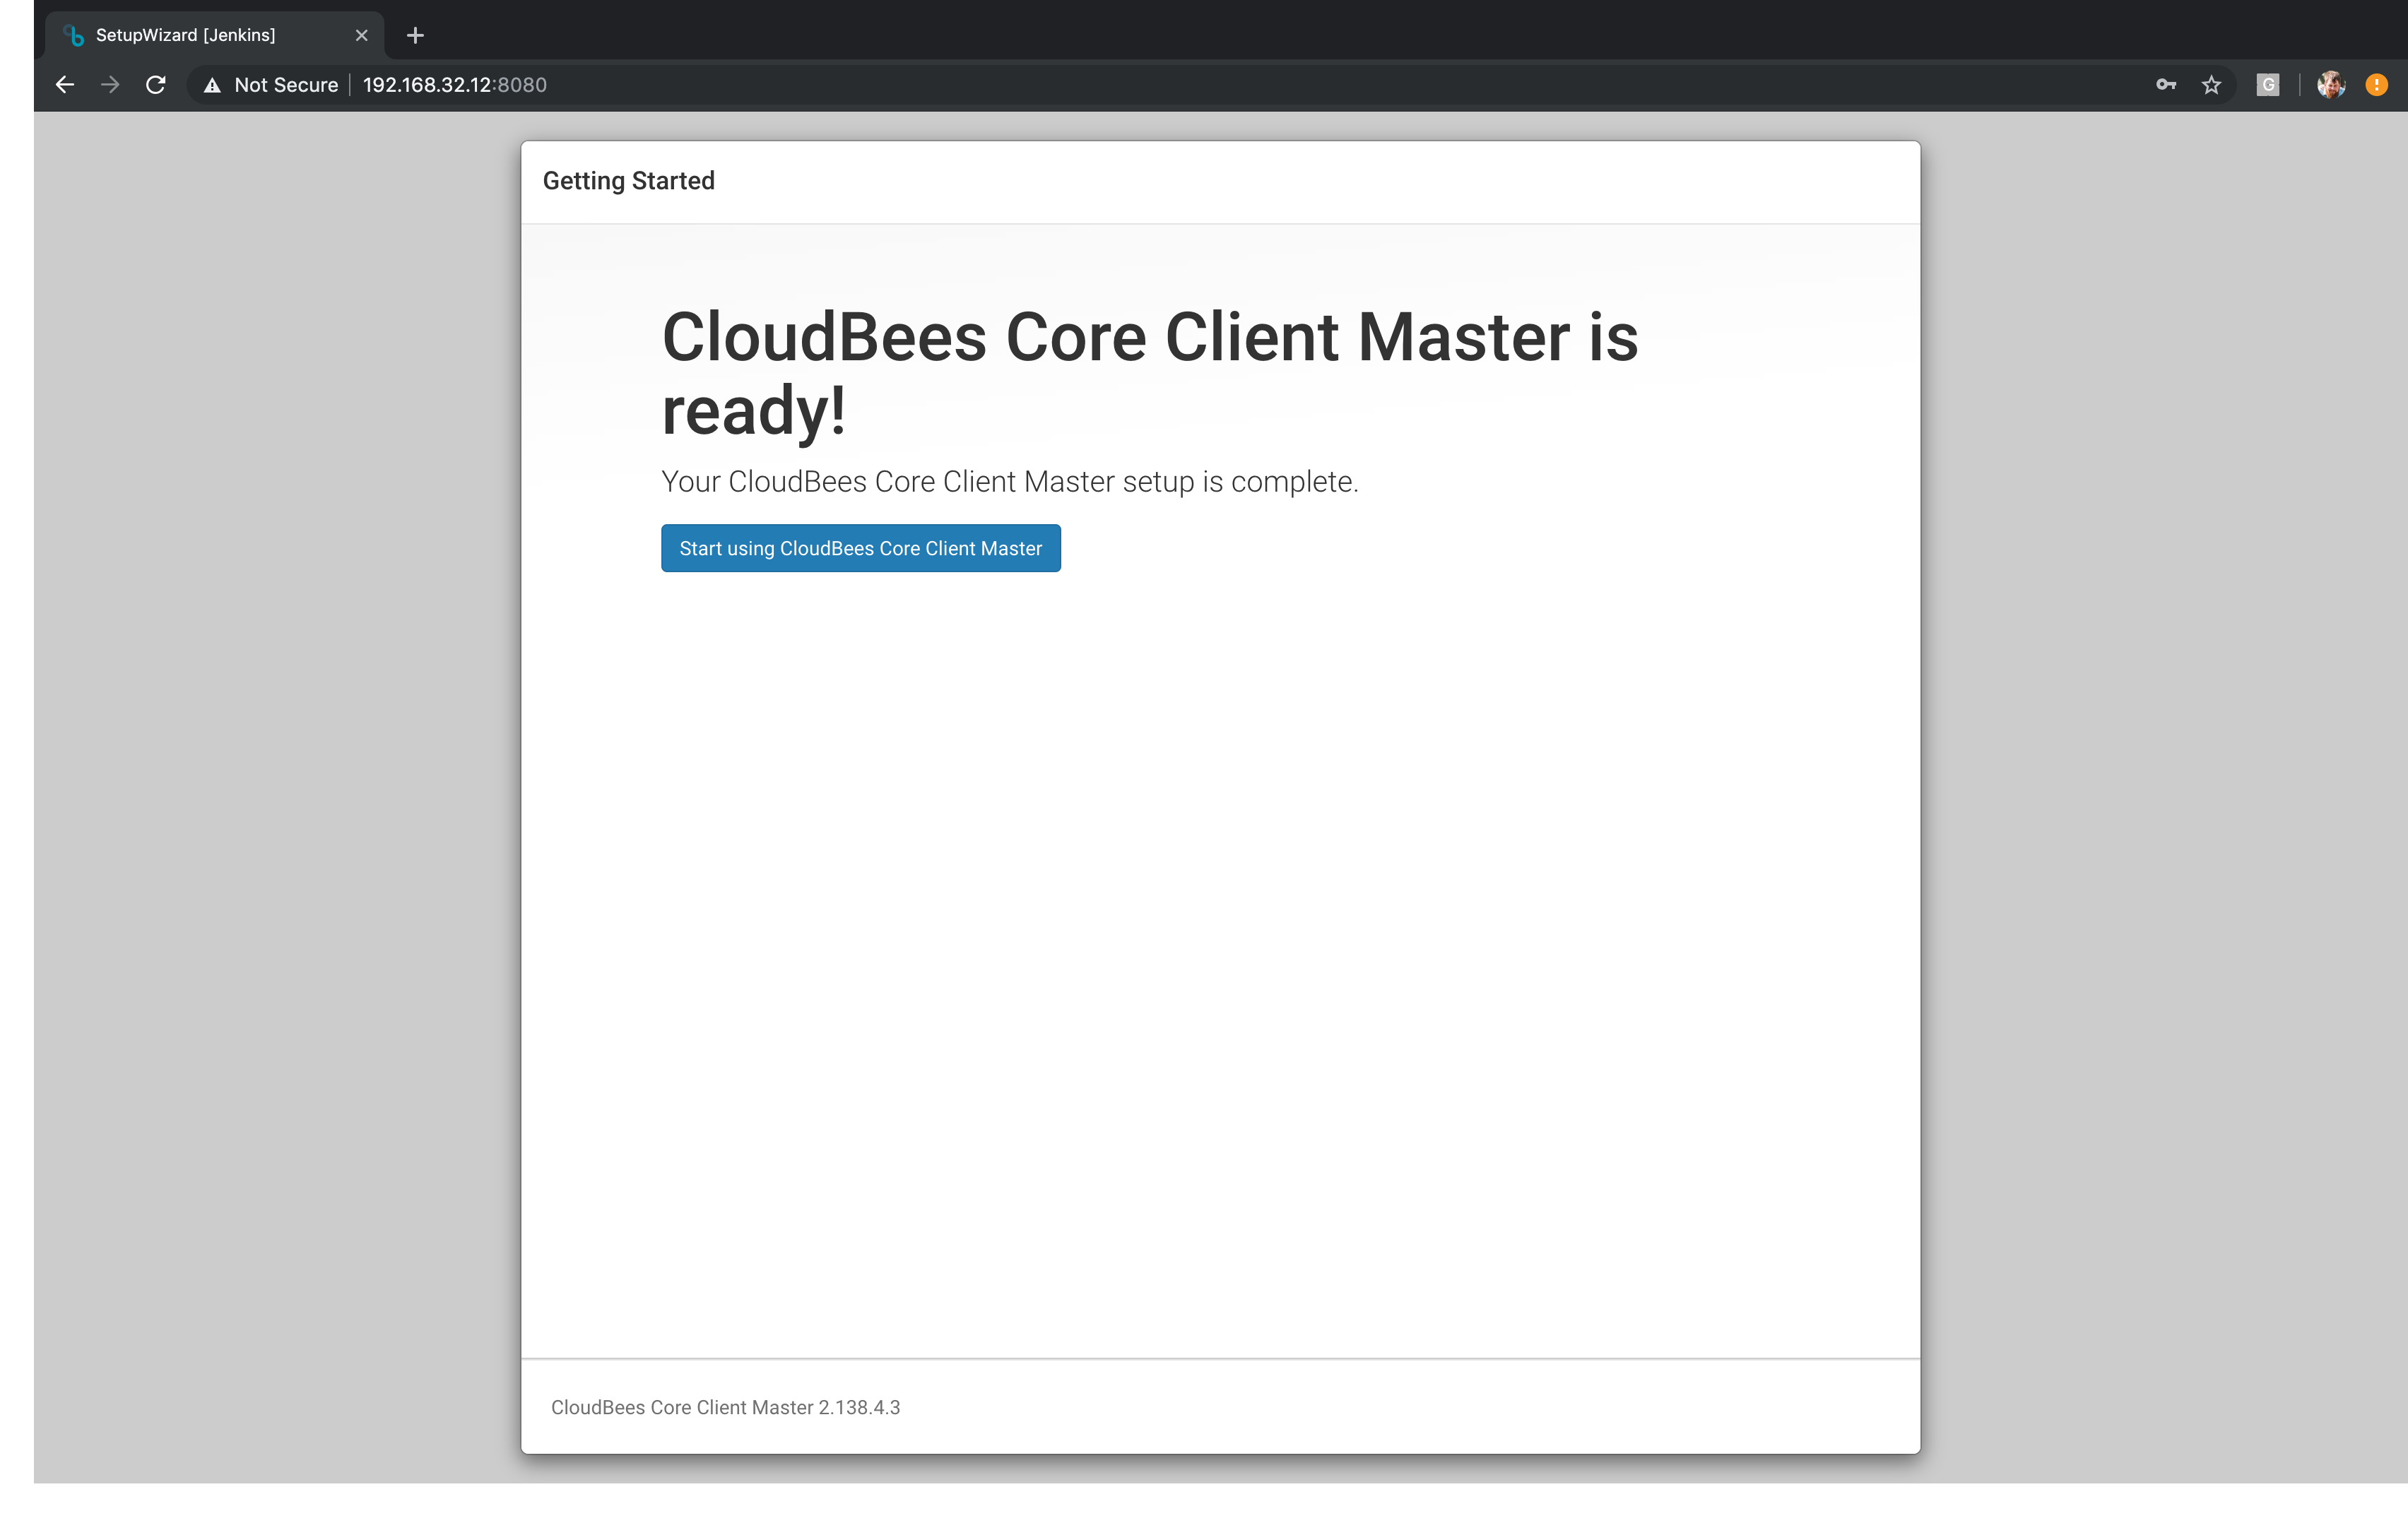 SetupWizard [Jenkins]
Not Secure 192.168.32.12:8080
G
Getting Started
CloudBees Core Client Master is
ready!
Your CloudBees Core Client Master setup is complete.
Start using CloudBees Core Client Master
CloudBees Core Client Master 2.138.4.3